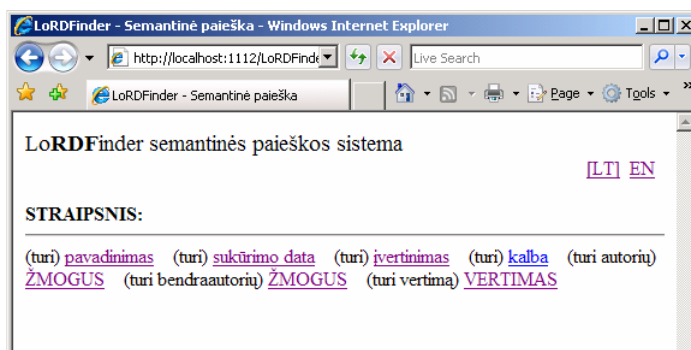 LoRDFinder - Semantinė paieška - Windows Internet Explorer
http://localhost:1112/LoRDFinde
Live Search
LoRDFinder - Semantinė paieška
Page
Tools
»
LoRDFinder semantinės paieškos sistema
[LT] EN
STRAIPSNIS:
(turi) pavadinimas (turi) sukūrimo data (turi) įvertinimas (turi) kalba (turi autorių)
ŽMOGUS (turi bendraautorių) ŽMOGUS (turi vertimą) VERTIMAS